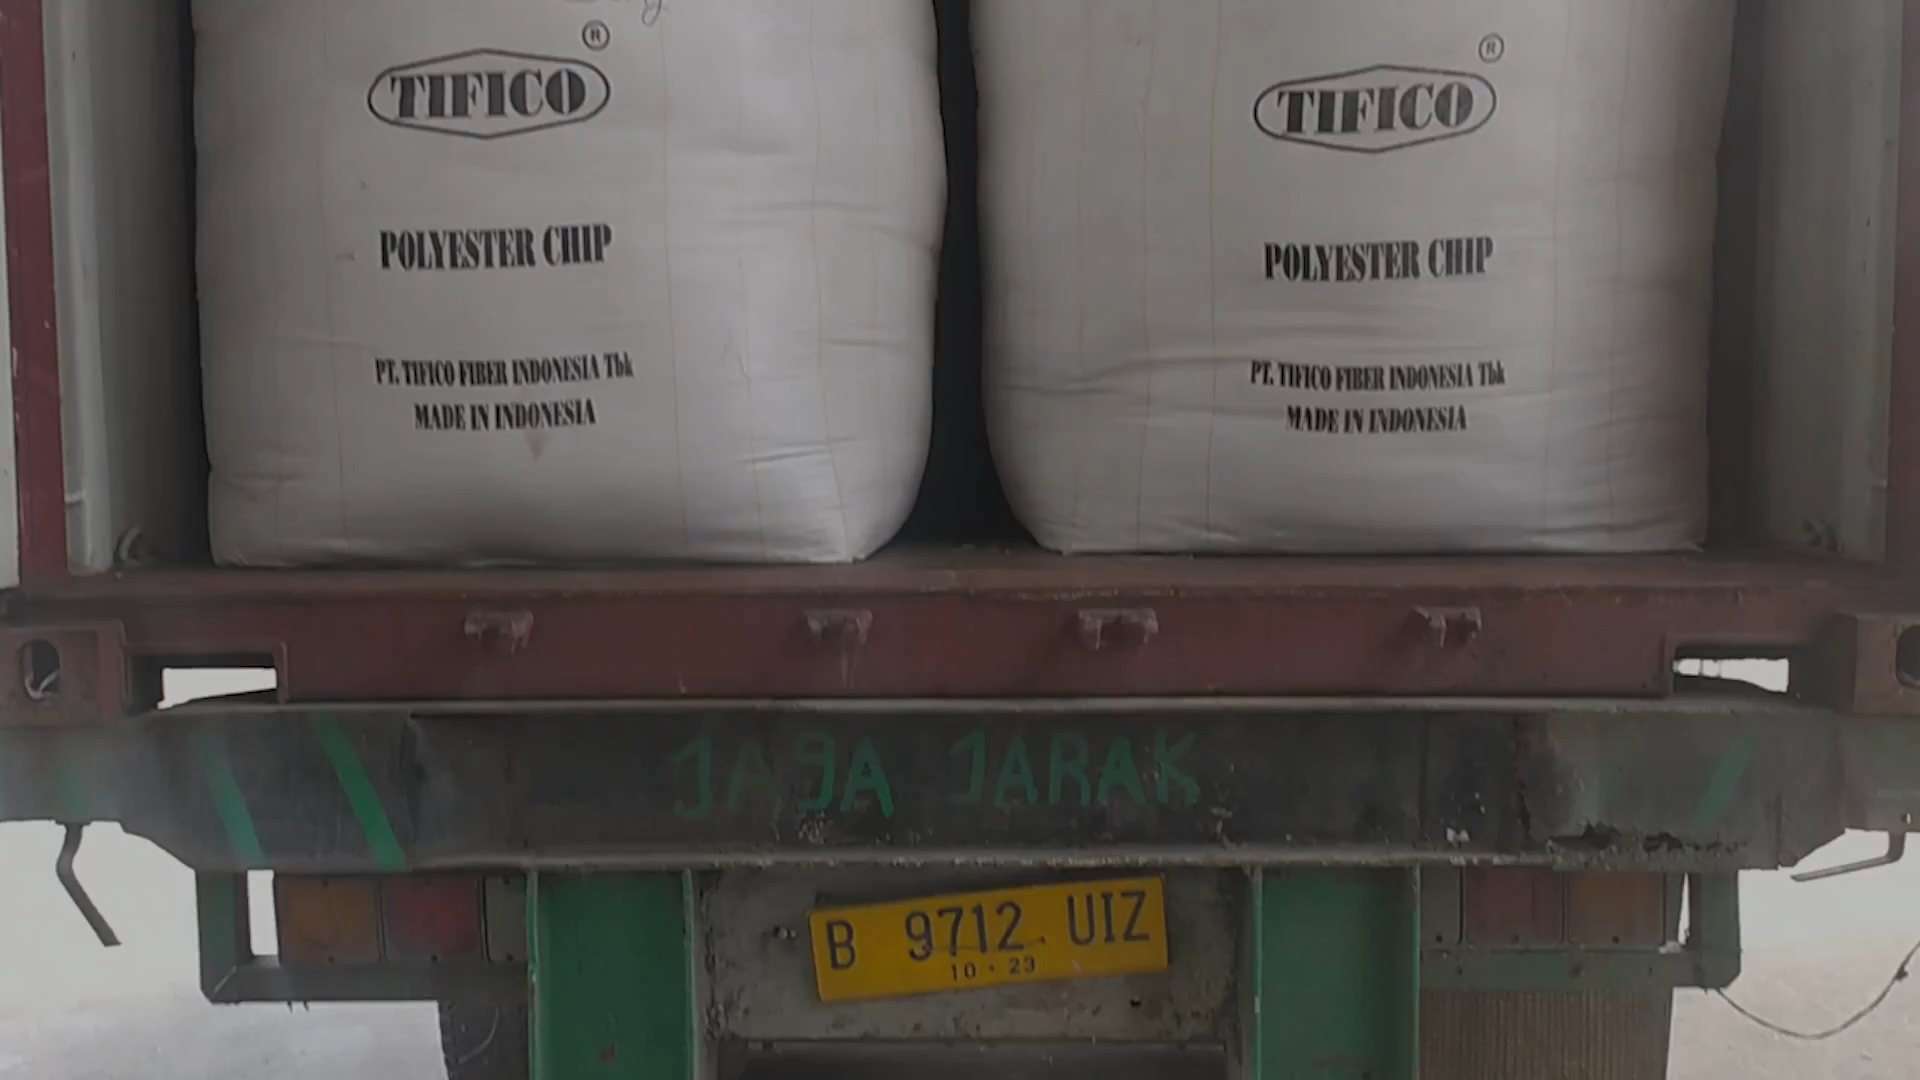 ®
TIFICO
POLYESTER CHIP
PT. TIFICO FIBER INDONESIA Tbk
MADE IN INDONESIA
®
TIFICO
POLYESTER CHIP
PT. TIFICO FIBER INDONESIA Tbk
MADE IN INDONESIA
JAGA JARAK
B 9712 UIZ
10 · 23